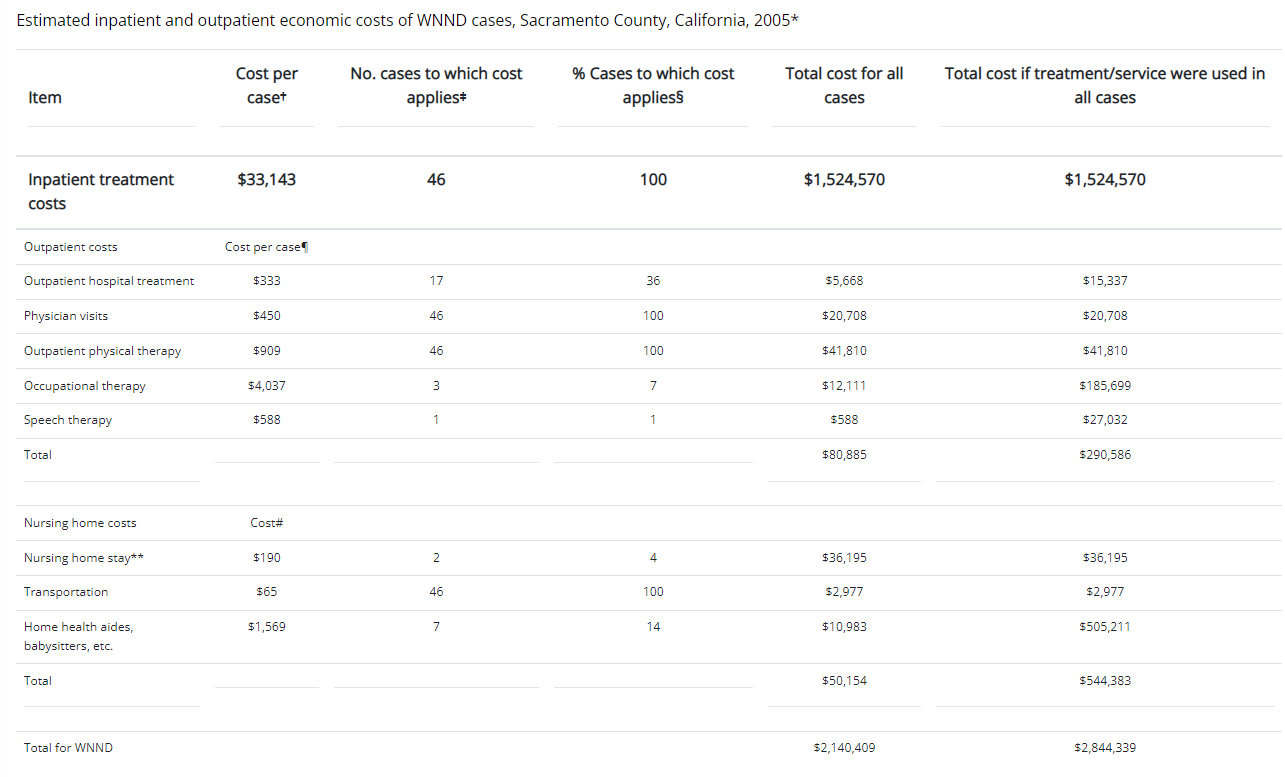 Estimated inpatient and outpatient economic costs of WNND cases, Sacramento County, California, 2005*
Item Cost per case† No. cases to which cost applies‡ % Cases to which cost applies§ Total cost for all cases Total cost if treatment/service were used in all cases
Inpatient treatment costs $33,143 46 100 $1,524,570 $1,524,570
Outpatient costs Cost per case¶
Outpatient hospital treatment $333 17 36 $5,668 $15,337
Physician visits $450 46 100 $20,708 $20,708
Outpatient physical therapy $909 46 100 $41,810 $41,810
Occupational therapy $4,037 3 7 $12,111 $185,699
Speech therapy $588 1 1 $588 $27,032
Total $80,885 $290,586
Nursing home costs Cost#
Nursing home stay** $190 2 4 $36,195 $36,195
Transportation $65 46 100 $2,977 $2,977
Home health aides, babysitters, etc. $1,569 7 14 $10,983 $505,211
Total $50,154 $544,383
Total for WNND $2,140,409 $2,844,339